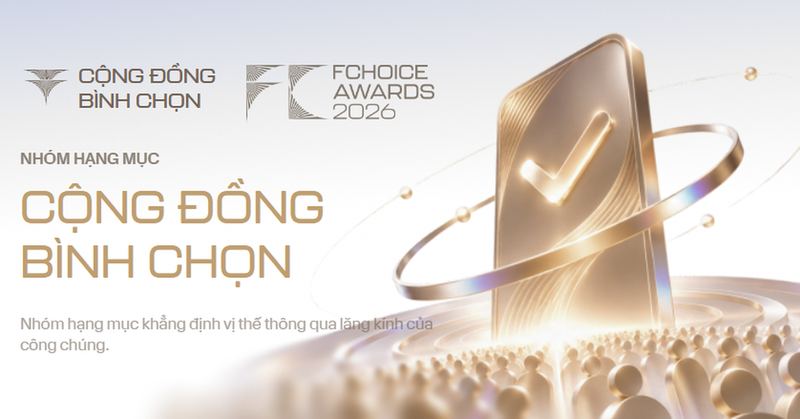 CỘNG ĐỒNG
BÌNH CHỌN
FCHOICE
AWARDS
2026
NHÓM HẠNG MỤC
CỘNG ĐỒNG
BÌNH CHỌN
Nhóm hạng mục khẳng định vị thế thông qua lăng kính của
công chúng.